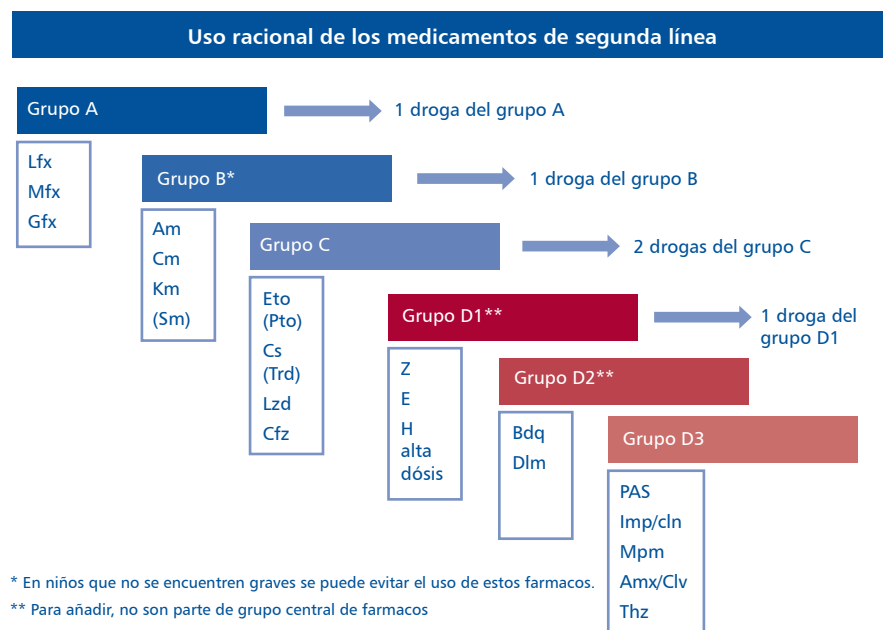 Uso racional de los medicamentos de segunda línea
Grupo A
1 droga del grupo A
Lfx
Mfx
Gfx
Grupo B*
1 droga del grupo B
Am
Cm
Km
(Sm)
Grupo C
2 drogas del grupo C
Eto
(Pto)
Cs
(Trd)
Lzd
Cfz
Grupo D1**
1 droga del
grupo D1
Z
E
H
alta
dósis
Grupo D2**
Bdq
Dlm
Grupo D3
PAS
Imp/cln
Mpm
Amx/Clv
Thz
* En niños que no se encuentren graves se puede evitar el uso de estos farmacos.
** Para añadir, no son parte de grupo central de farmacos